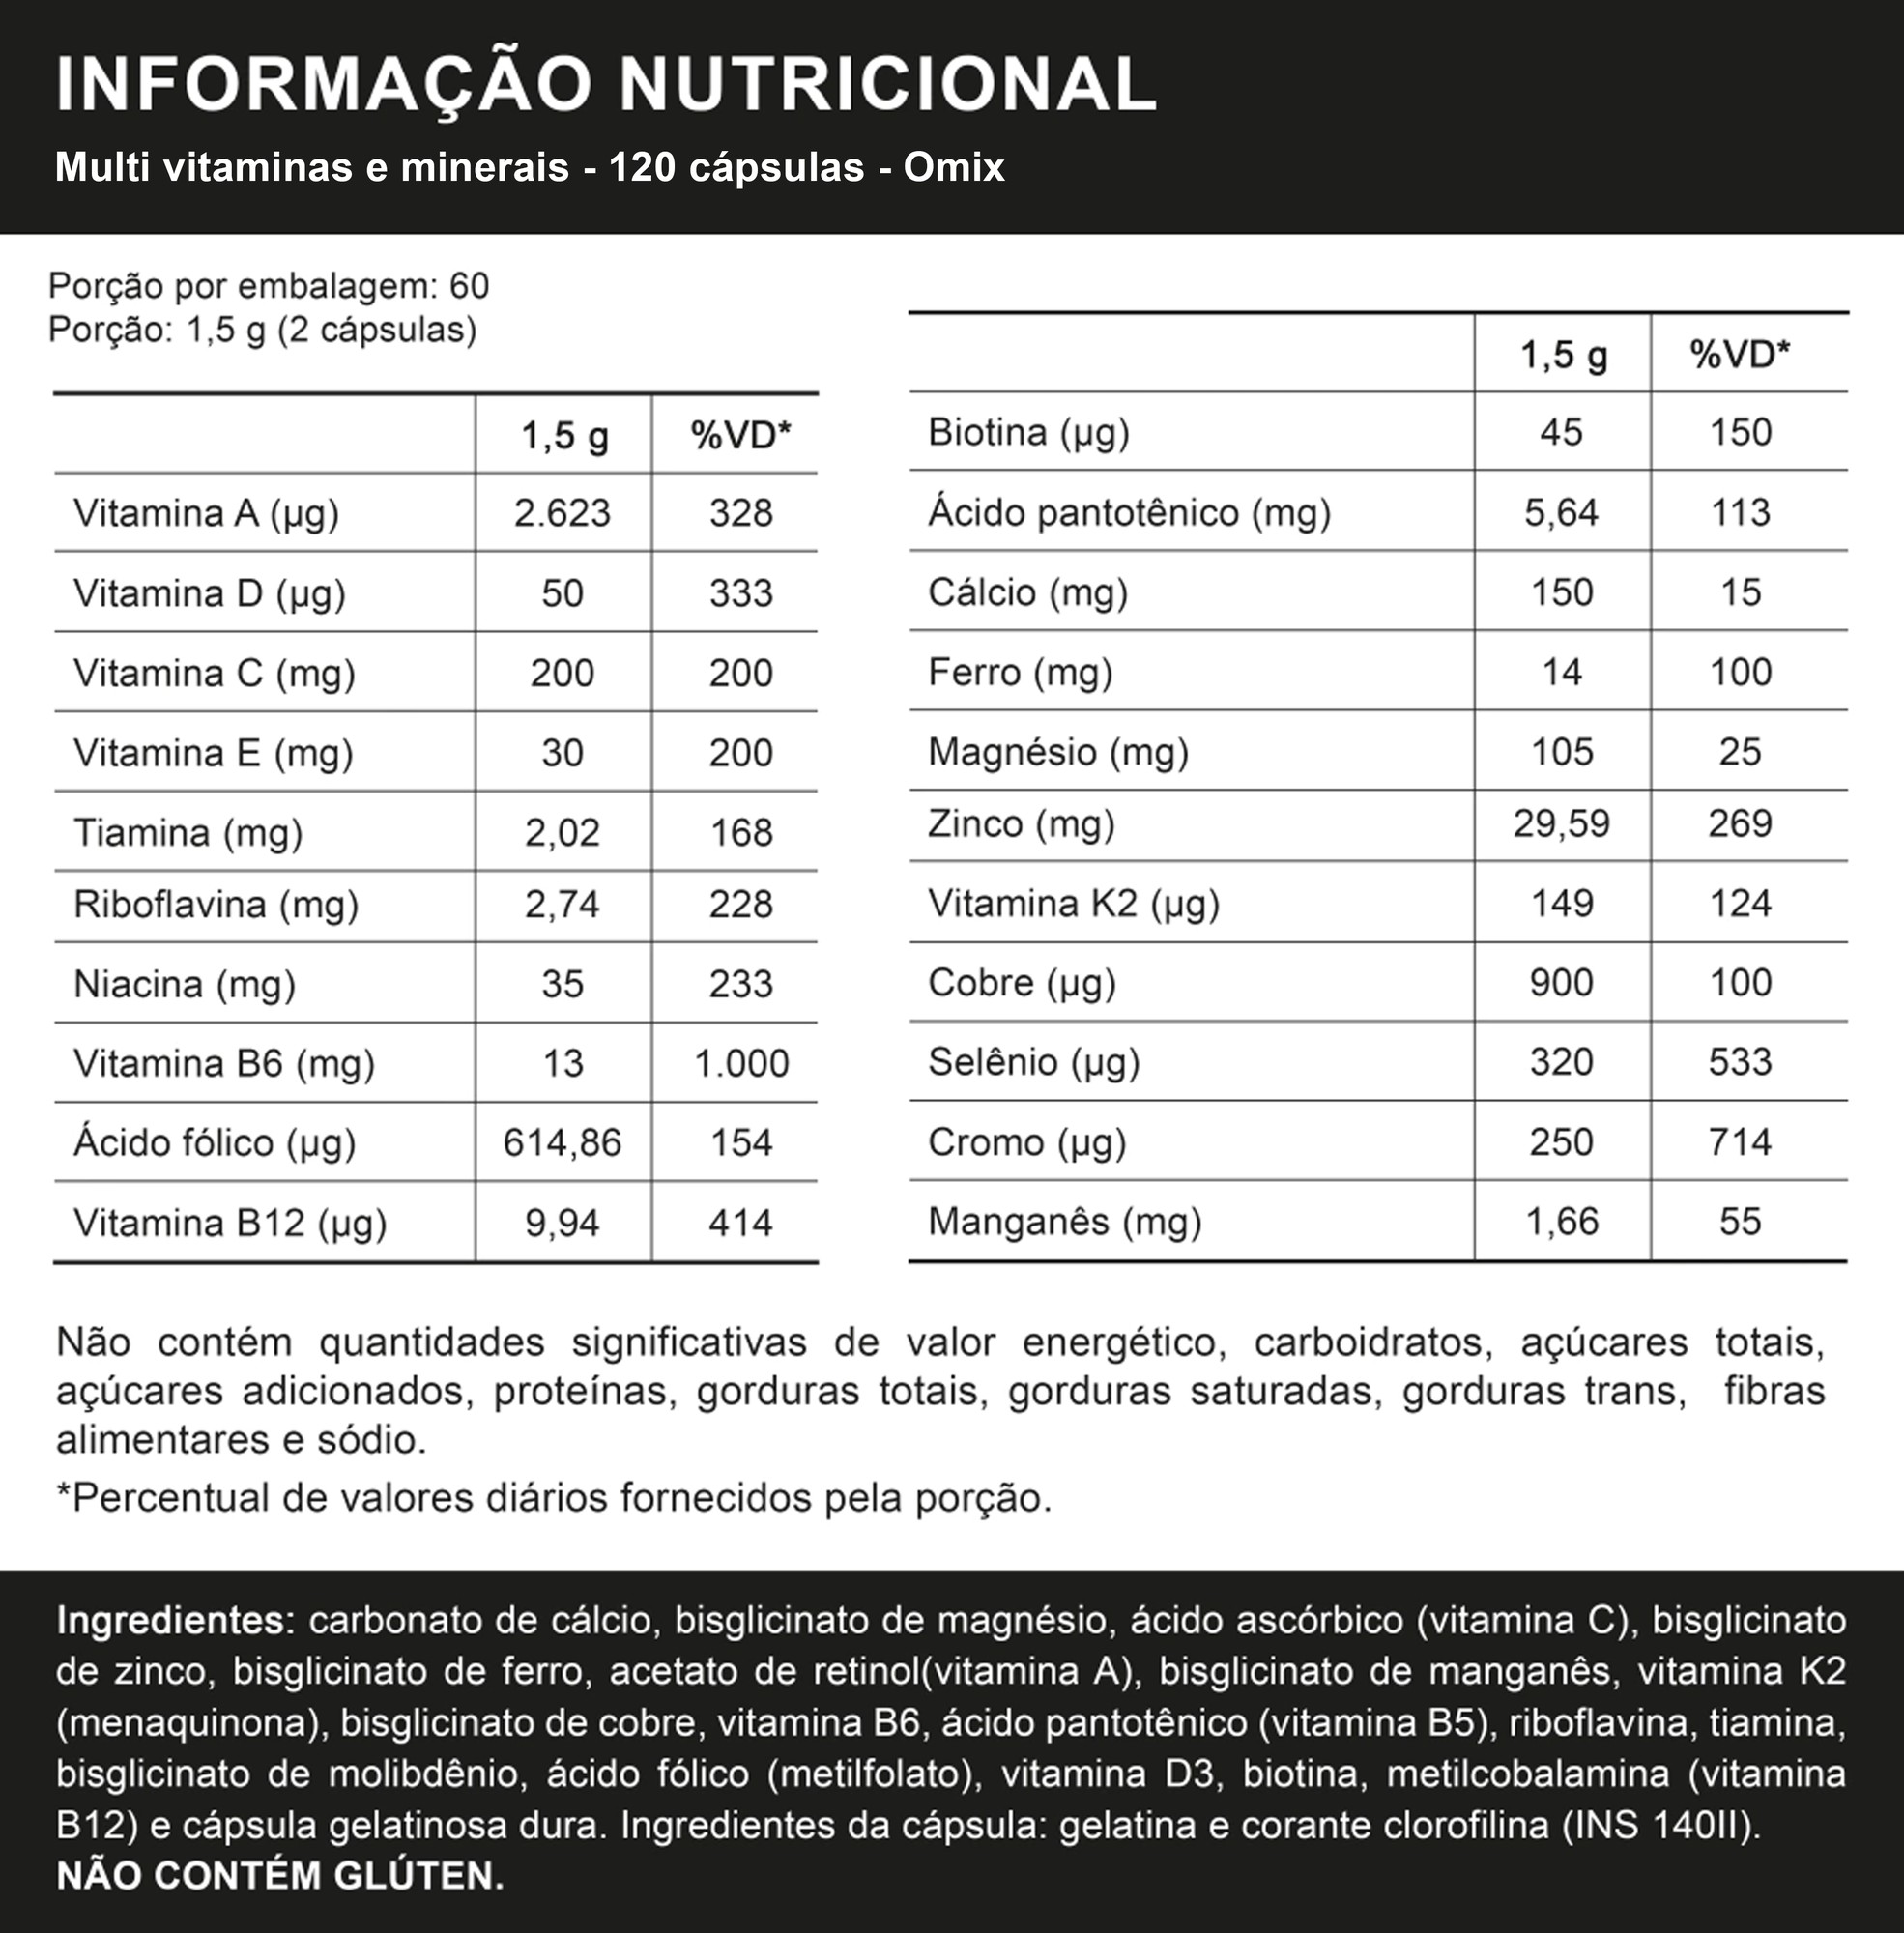 INFORMAÇÃO NUTRICIONAL
Multi vitaminas e minerais - 120 cápsulas - Omix
Porção por embalagem: 60
Porção: 1,5 g (2 cápsulas)
1,5 g %VD*
Vitamina A (µg) 2.623 328
Vitamina D (µg) 50 333
Vitamina C (mg) 200 200
Vitamina E (mg) 30 200
Tiamina (mg) 2,02 168
Riboflavina (mg) 2,74 228
Niacina (mg) 35 233
Vitamina B6 (mg) 13 1.000
Ácido fólico (µg) 614,86 154
Vitamina B12 (µg) 9,94 414
1,5 g %VD*
Biotina (µg) 45 150
Ácido pantotênico (mg) 5,64 113
Cálcio (mg) 150 15
Ferro (mg) 14 100
Magnésio (mg) 105 25
Zinco (mg) 29,59 269
Vitamina K2 (µg) 149 124
Cobre (µg) 900 100
Selênio (µg) 320 533
Cromo (µg) 250 714
Manganês (mg) 1,66 55
Não contém quantidades significativas de valor energético, carboidratos, açúcares totais,
açúcares adicionados, proteínas, gorduras totais, gorduras saturadas, gorduras trans, fibras
alimentares e sódio.
*Percentual de valores diários fornecidos pela porção.
Ingredientes: carbonato de cálcio, bisglicinato de magnésio, ácido ascórbico (vitamina C), bisglicinato
de zinco, bisglicinato de ferro, acetato de retinol(vitamina A), bisglicinato de manganês, vitamina K2
(menaquinona), bisglicinato de cobre, vitamina B6, ácido pantotênico (vitamina B5), riboflavina, tiamina,
bisglicinato de molibdênio, ácido fólico (metilfolato), vitamina D3, biotina, metilcobalamina (vitamina
B12) e cápsula gelatinosa dura. Ingredientes da cápsula: gelatina e corante clorofilina (INS 140II).
NÃO CONTÉM GLÚTEN.